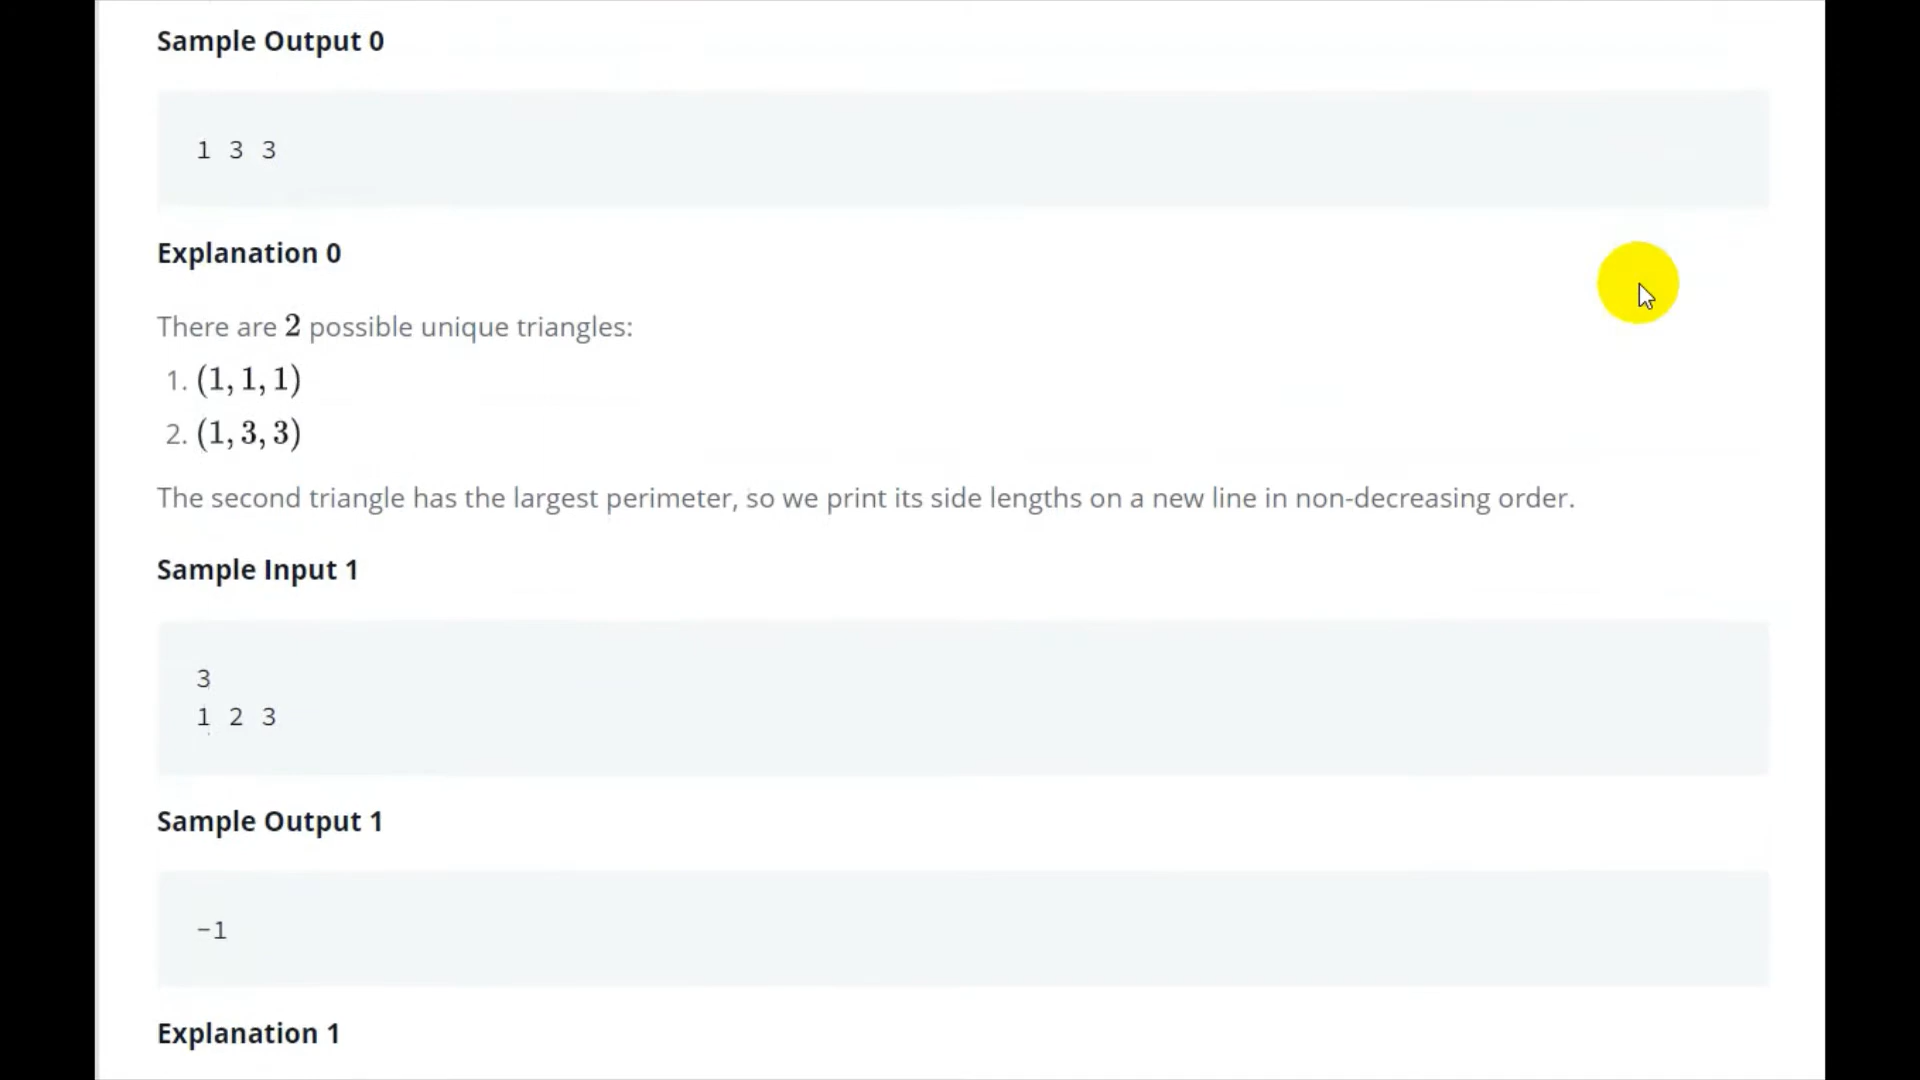 Sample Output 0
1 3 3
Explanation 0
There are 2 possible unique triangles:
1. (1, 1, 1)
2. (1, 3, 3)
The second triangle has the largest perimeter, so we print its side lengths on a new line in non-decreasing order.
Sample Input 1
3
1 2 3
Sample Output 1
-1
Explanation 1